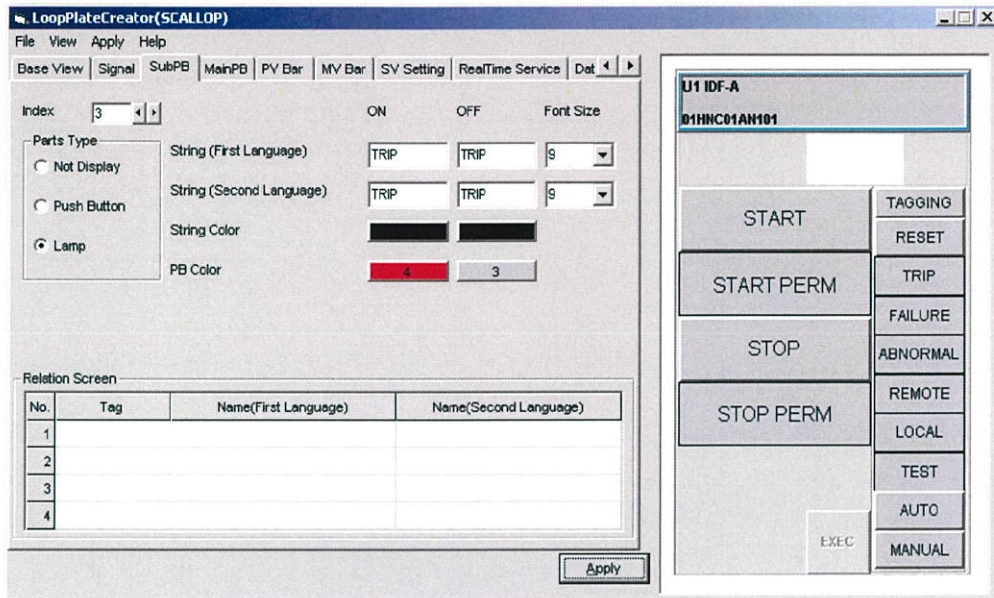 LoopPlateCreator(SCALLOP)
File View Apply Help
Base View Signal SubPB MainPB PV Bar MV Bar SV Setting RealTime Service Dat
Index 3 ON OFF Font Size
Parts Type
Not Display
Push Button
Lamp
String (First Language) TRIP TRIP 9
String (Second Language) TRIP TRIP 9
String Color
PB Color 4 3
Relation Screen
No. Tag Name(First Language) Name(Second Language)
1
2
3
4
Apply
U1 IDF-A
01HNC01AN101
START
START PERM
STOP
STOP PERM
TAGGING
RESET
TRIP
FAILURE
ABNORMAL
REMOTE
LOCAL
TEST
AUTO
MANUAL
EXEC